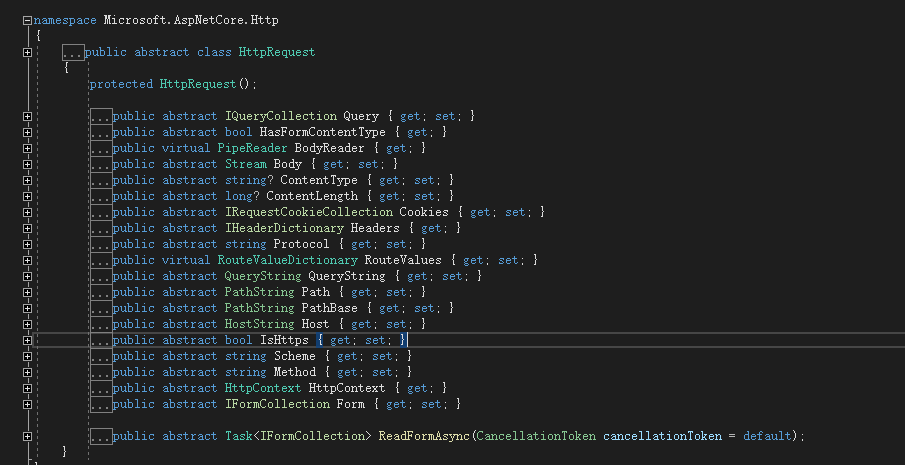 namespace Microsoft.AspNetCore.Http
{
...public abstract class HttpRequest
{
protected HttpRequest();
...public abstract IQueryCollection Query { get; set; }
...public abstract bool HasFormContentType { get; }
...public virtual PipeReader BodyReader { get; }
...public abstract Stream Body { get; set; }
...public abstract string? ContentType { get; set; }
...public abstract long? ContentLength { get; set; }
...public abstract IRequestCookieCollection Cookies { get; set; }
...public abstract IHeaderDictionary Headers { get; }
...public abstract string Protocol { get; set; }
...public virtual RouteValueDictionary RouteValues { get; set; }
...public abstract QueryString QueryString { get; set; }
...public abstract PathString Path { get; set; }
...public abstract PathString PathBase { get; set; }
...public abstract HostString Host { get; set; }
...public abstract bool IsHttps { get; set; }
...public abstract string Scheme { get; set; }
...public abstract string Method { get; set; }
...public abstract HttpContext HttpContext { get; }
...public abstract IFormCollection Form { get; set; }
...public abstract Task<IFormCollection> ReadFormAsync(CancellationToken cancellationToken = default);
}
}